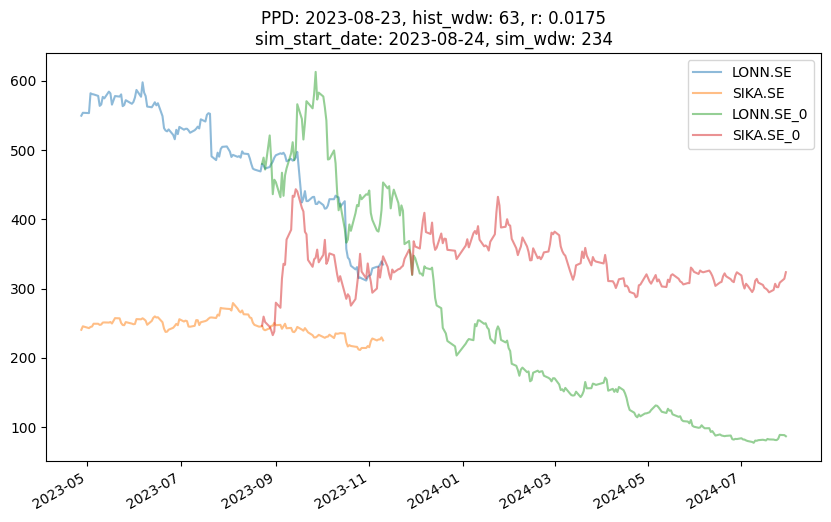 PPD: 2023-08-23, hist_wdw: 63, r: 0.0175
sim_start_date: 2023-08-24, sim_wdw: 234
LONN.SE
SIKA.SE
LONN.SE_0
SIKA.SE_0
600
500
400
300
200
100
2023-05
2023-07
2023-09
2023-11
2024-01
2024-03
2024-05
2024-07